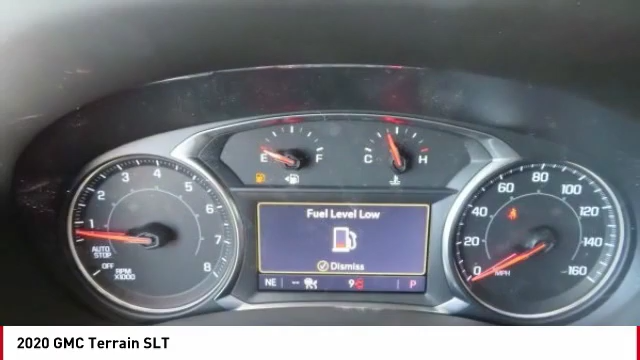 E F
C H
1 2 3 4 5 6 7 8
AUTO
STOP
OFF
RPM
X1000
Fuel Level Low
Dismiss
NE -- 9 P
0 20 40 60 80 100 120 140 160
MPH
2020 GMC Terrain SLT